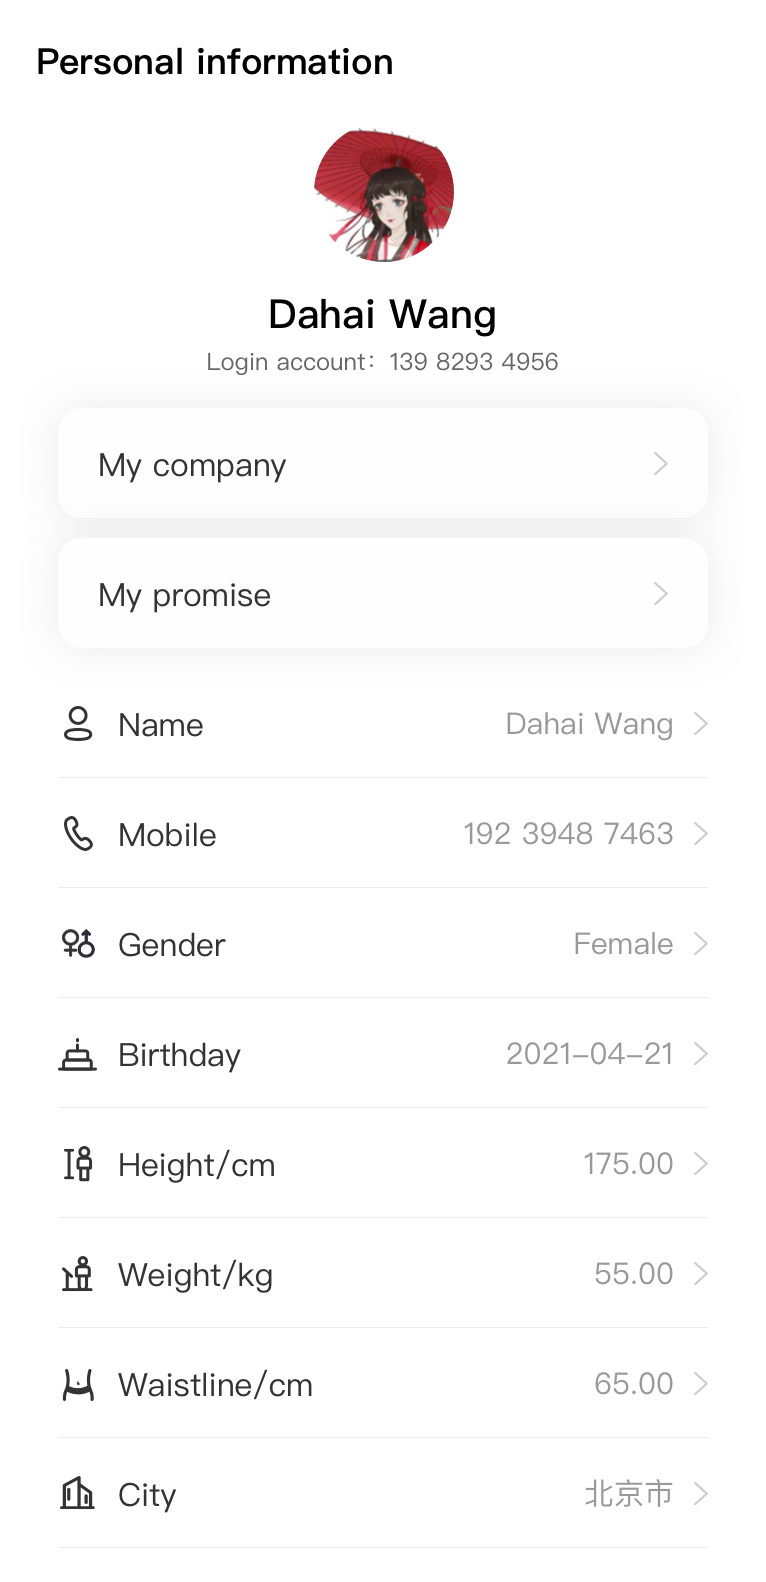 Personal information
Dahai Wang
Login account：139 8293 4956
My company
My promise
Name Dahai Wang
Mobile 192 3948 7463
Gender Female
Birthday 2021-04-21
Height/cm 175.00
Weight/kg 55.00
Waistline/cm 65.00
City 北京市